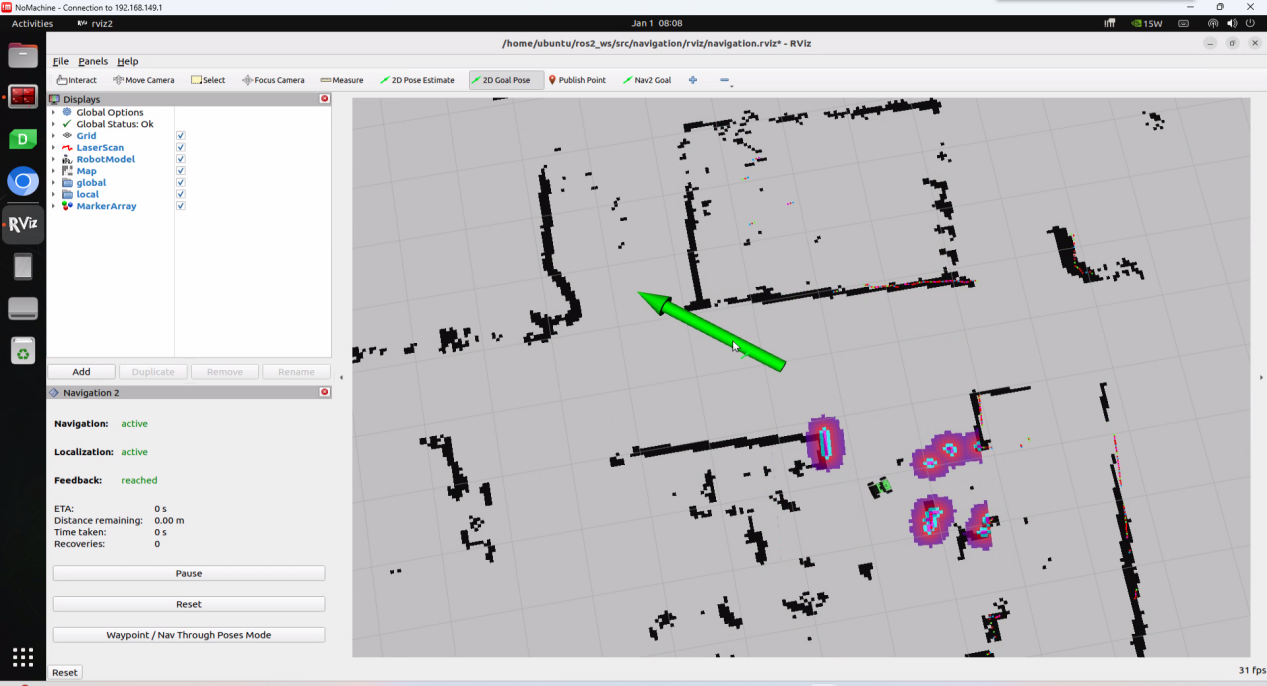 NoMachine - Connection to 192.168.149.1
Activities
RViz
rviz2
Jan 1 08:08
15W
/home/ubuntu/ros2_ws/src/navigation/rviz/navigation.rviz* - RViz
File Panels Help
Interact Move Camera Select Focus Camera Measure 2D Pose Estimate 2D Goal Pose Publish Point Nav2 Goal
Displays
Global Options
Global Status: Ok
Grid
LaserScan
RobotModel
Map
global
local
MarkerArray
D
RViz
Add Duplicate Remove Rename
Navigation 2
Navigation: active
Localization: active
Feedback: reached
ETA: 0 s
Distance remaining: 0.00 m
Time taken: 0 s
Recoveries: 0
Pause
Reset
Waypoint / Nav Through Poses Mode
Reset
31 fps